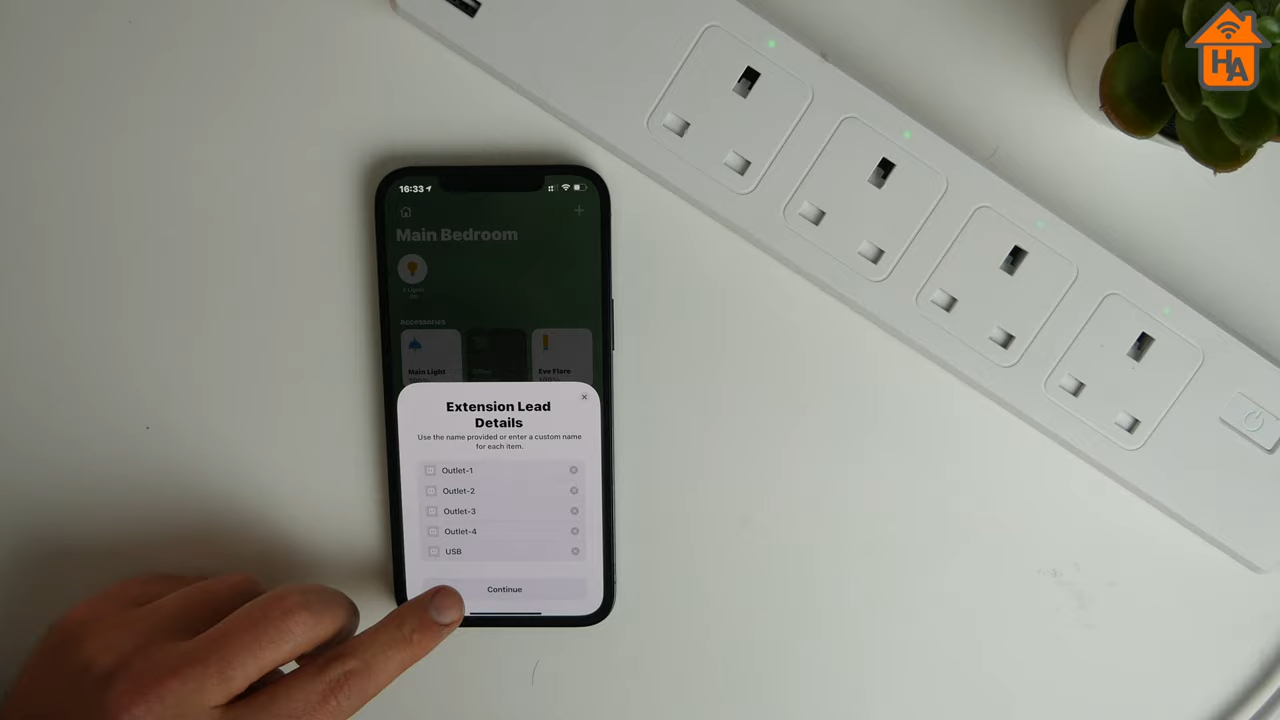 HA
16:33
Main Bedroom
Accessories
Main Light
Eve Flare
Extension Lead
Details
Use the name provided or enter a custom name
for each item.
Outlet-1
Outlet-2
Outlet-3
Outlet-4
USB
Continue